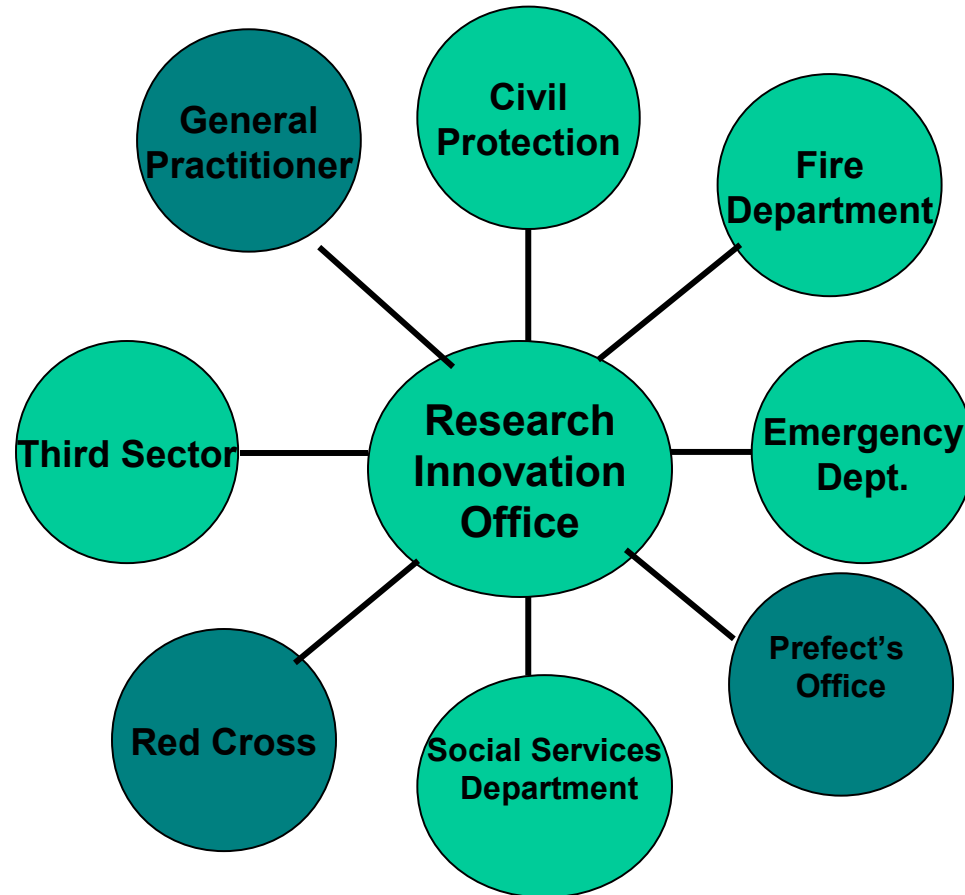 General
Practitioner
Civil
Protection
Fire
Department
Third Sector
Research
Innovation
Office
Emergency
Dept.
Prefect's
Office
Red Cross
Social Services
Department